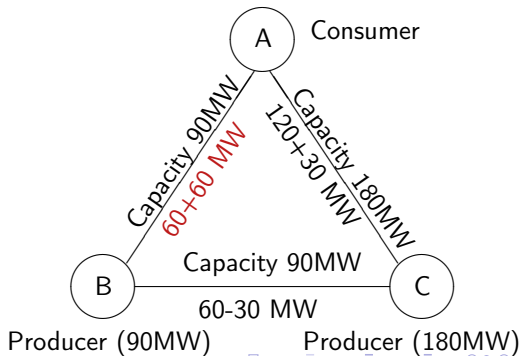 A
Consumer
Capacity 90MW
60+60 MW
Capacity 180MW
120+30 MW
B
Capacity 90MW
60-30 MW
C
Producer (90MW)
Producer (180MW)